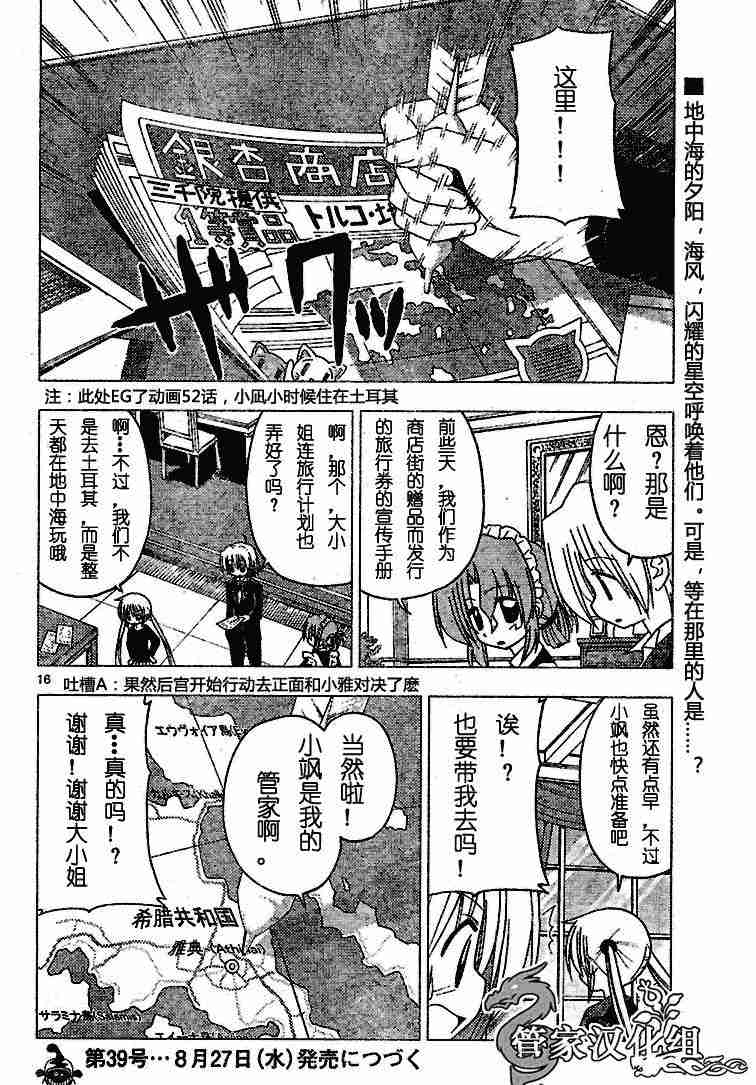 这里！！！
銀杏商店
三千院提供
1等賞品
トルコ・エ
ガワッ
■地中海的夕阳，海风，闪耀的星空呼唤着他们。可是，等在那里的人是……？
注：此处EG了动画52话，小凪小时候住在土耳其
恩？那是
什么啊？
前些天，我们作为
商店街的赠品而发行
的旅行券的宣传手册
啊，那个，大小
姐连旅行计划也
弄好了吗？
啊…不过，我们不
是去土耳其，而是整
天都在地中海玩哦
16
吐槽A：果然后宫开始行动去正面和小雅对决了麽
虽然还有点早，不过
小飒也快点准备吧
诶！？
也要带我去吗！
当然啦！
小飒是我的
管家啊。
真…真的吗！？
谢谢！谢谢大小姐
希腊共和国
雅典
サラミナ島(Salamis)
第39号…8月27日(水)発売につづく
管家汉化组